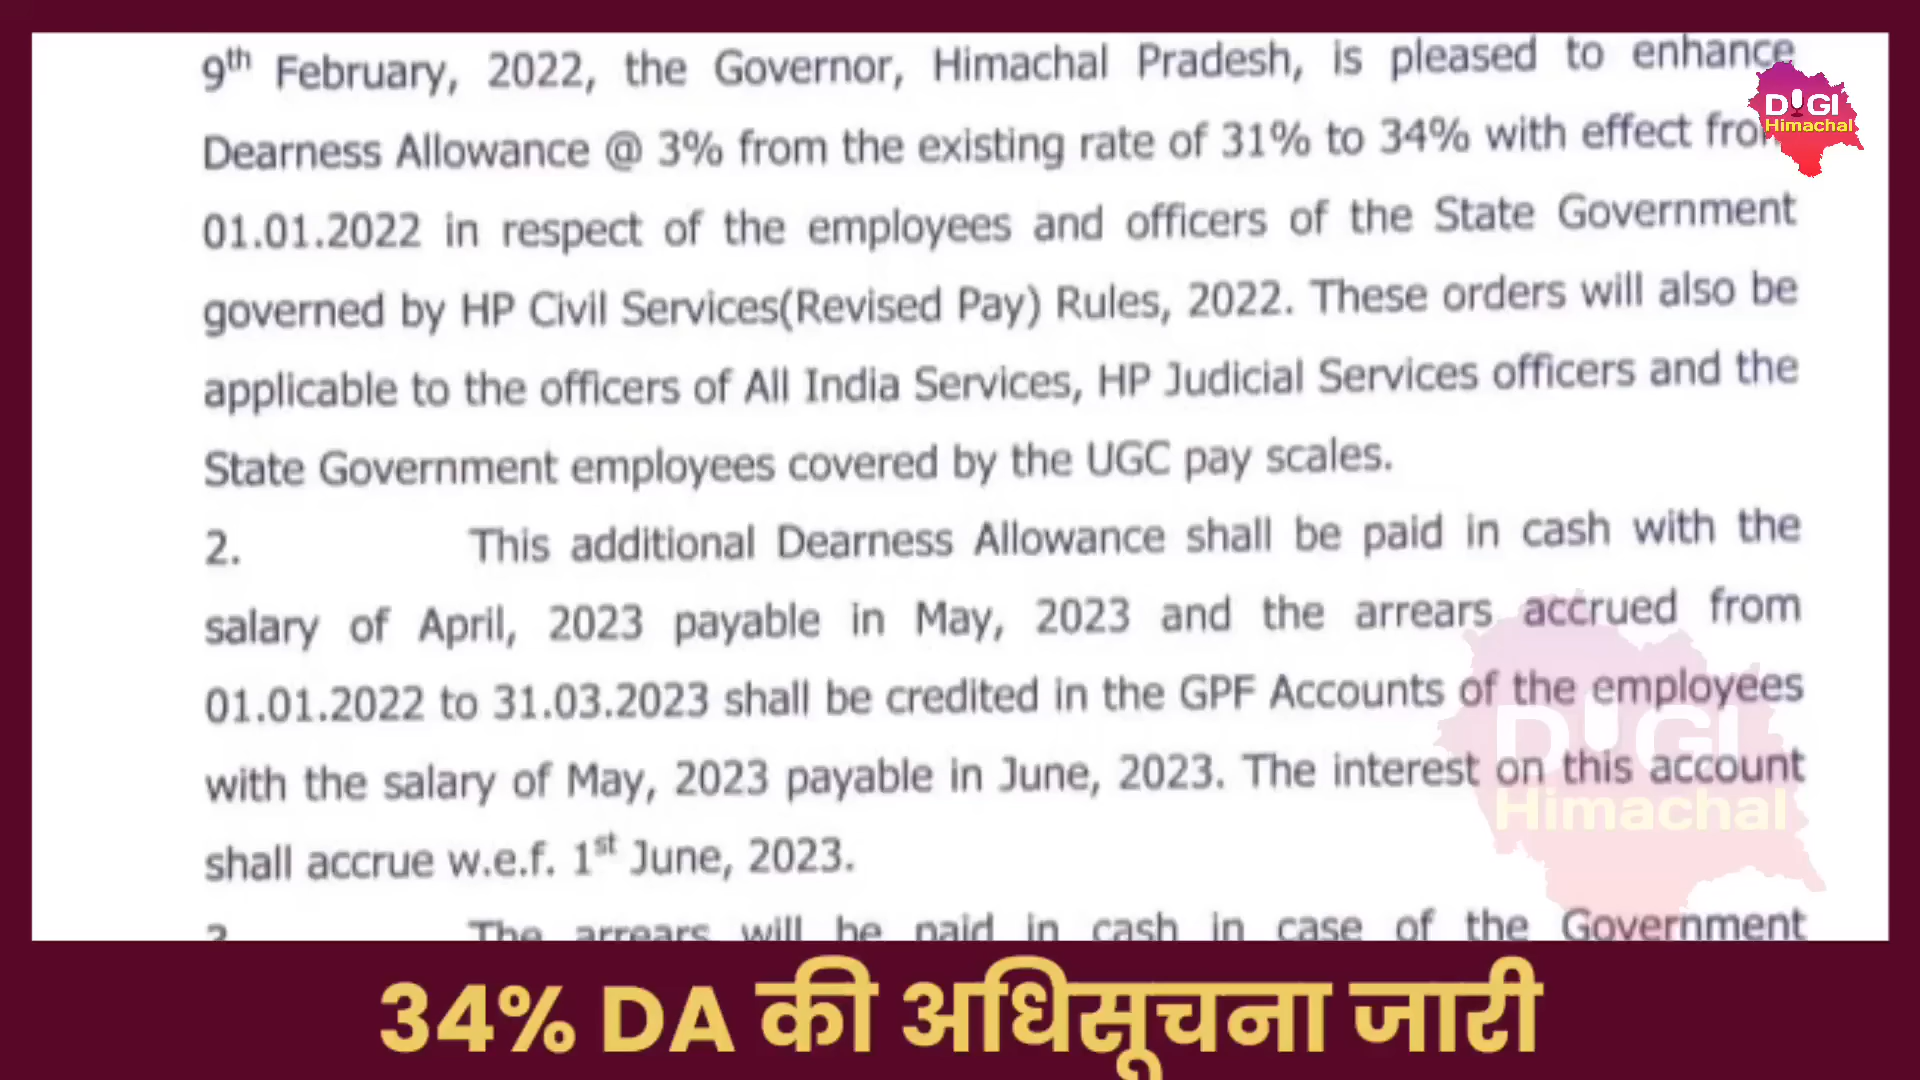 9th February, 2022, the Governor, Himachal Pradesh, is pleased to enhance
Dearness Allowance @ 3% from the existing rate of 31% to 34% with effect from
01.01.2022 in respect of the employees and officers of the State Government
governed by HP Civil Services(Revised Pay) Rules, 2022. These orders will also be
applicable to the officers of All India Services, HP Judicial Services officers and the
State Government employees covered by the UGC pay scales.
2. This additional Dearness Allowance shall be paid in cash with the
salary of April, 2023 payable in May, 2023 and the arrears accrued from
01.01.2022 to 31.03.2023 shall be credited in the GPF Accounts of the employees
with the salary of May, 2023 payable in June, 2023. The interest on this account
shall accrue w.e.f. 1st June, 2023.
3. The arrears will be paid in cash in case of the Government
DIGI
Himachal
DIGI
Himachal
34% DA की अधिसूचना जारी